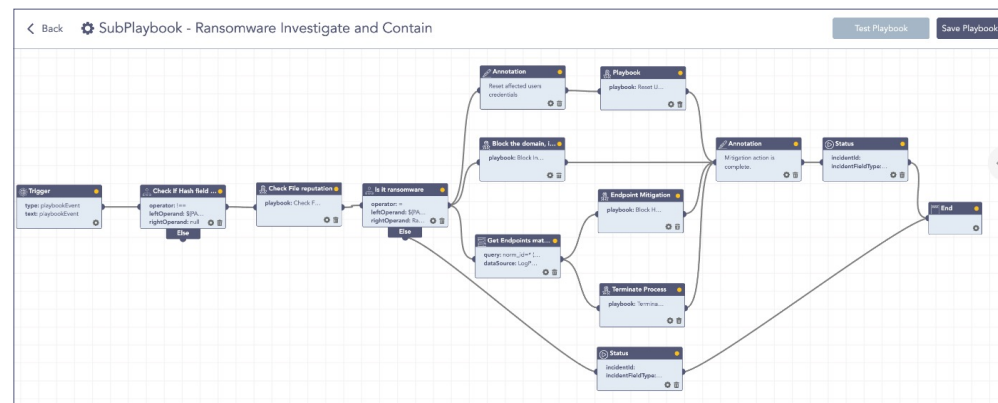 Back
SubPlaybook - Ransomware Investigate and Contain
Test Playbook
Save Playbook
Trigger
type: playbookEvent
text: playbookEvent
Check If Hash field ...
operator: !==
leftOperand: ${PA...
rightOperand: null
Else
Check File reputation
playbook: Check F...
Is it ransomware
operator: =
leftOperand: ${PA...
rightOperand: Ra...
Else
Annotation
Reset affected users
credentials
Playbook
playbook: Reset U...
Block the domain, i...
playbook: Block In...
Get Endpoints mat...
query: norm_id=* (...
dataSource: LogP...
Endpoint Mitigation
playbook: Block H...
Terminate Process
playbook: Termina...
Annotation
Mitigation action is
complete.
Status
incidentId:
incidentFieldType:...
Status
incidentId:
incidentFieldType:...
End